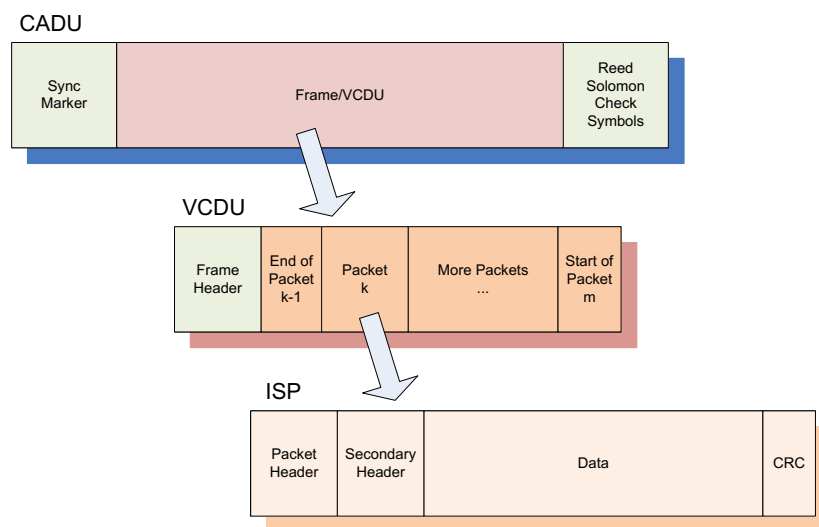 CADU
Sync
Marker
Frame/VCDU
Reed
Solomon
Check
Symbols
VCDU
Frame
Header
End of
Packet
k-1
Packet
k
More Packets
...
Start of
Packet
m
ISP
Packet
Header
Secondary
Header
Data
CRC